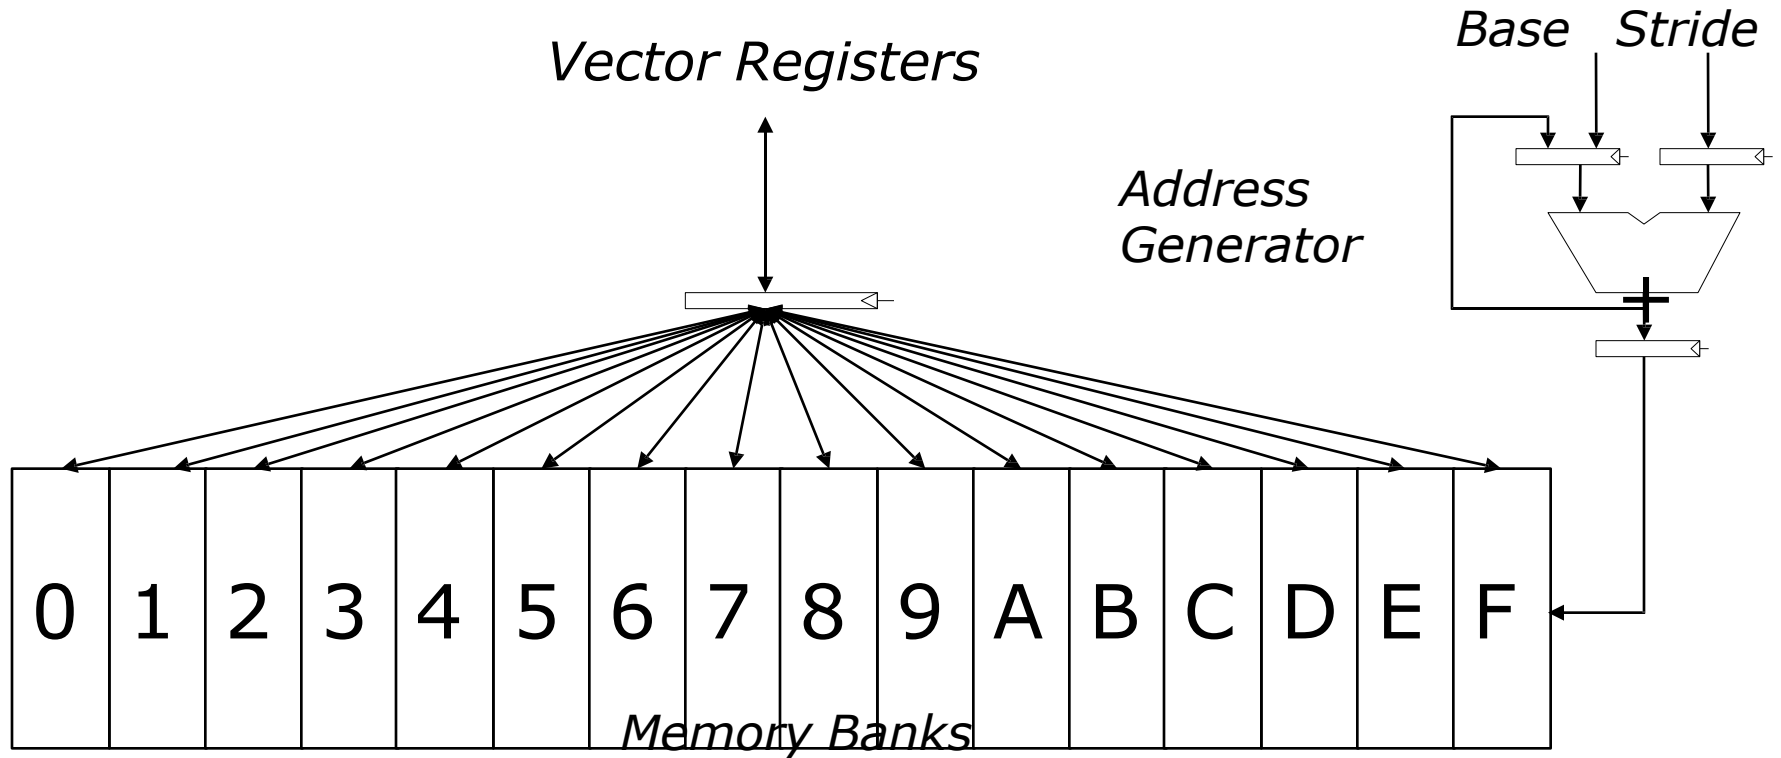 Base Stride
Vector Registers
Address
Generator
0 1 2 3 4 5 6 7 8 9 A B C D E F
Memory Banks